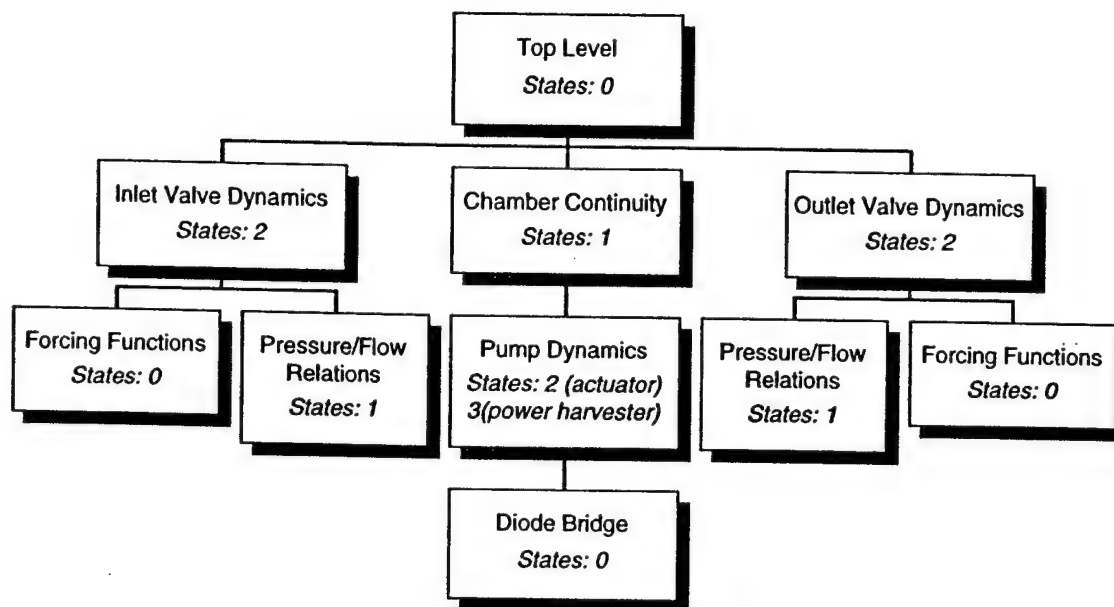 Top Level
States: 0
Inlet Valve Dynamics
States: 2
Chamber Continuity
States: 1
Outlet Valve Dynamics
States: 2
Forcing Functions
States: 0
Pressure/Flow
Relations
States: 1
Pump Dynamics
States: 2 (actuator)
3(power harvester)
Pressure/Flow
Relations
States: 1
Forcing Functions
States: 0
Diode Bridge
States: 0